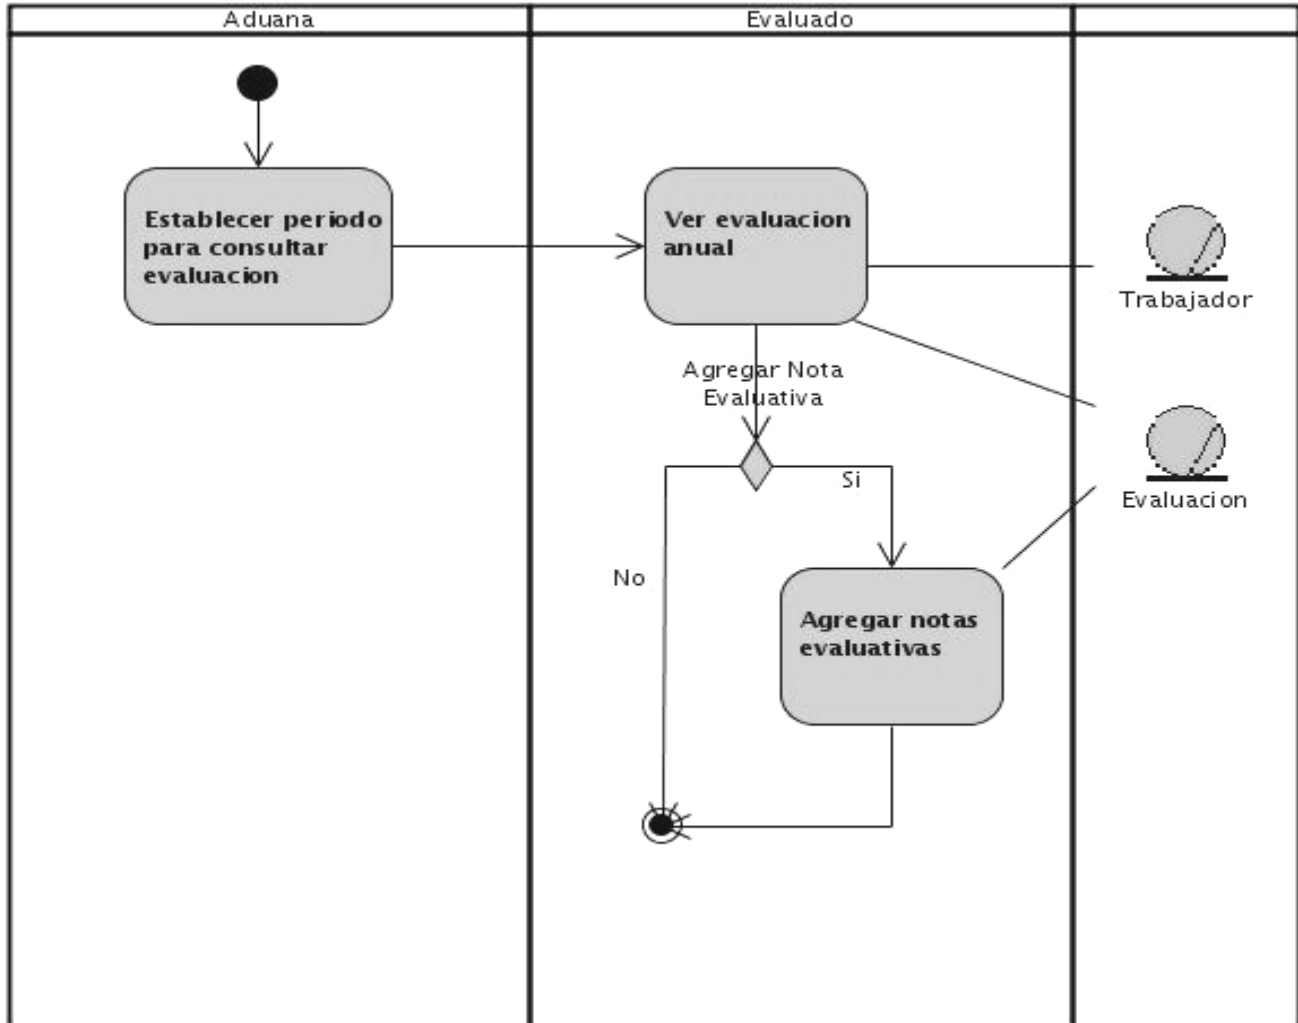 Aduana
Evaluado
Establecer periodo
para consultar
evaluacion
Ver evaluacion
anual
Trabajador
Agregar Nota
Evaluativa
Si
Evaluacion
No
Agregar notas
evaluativas